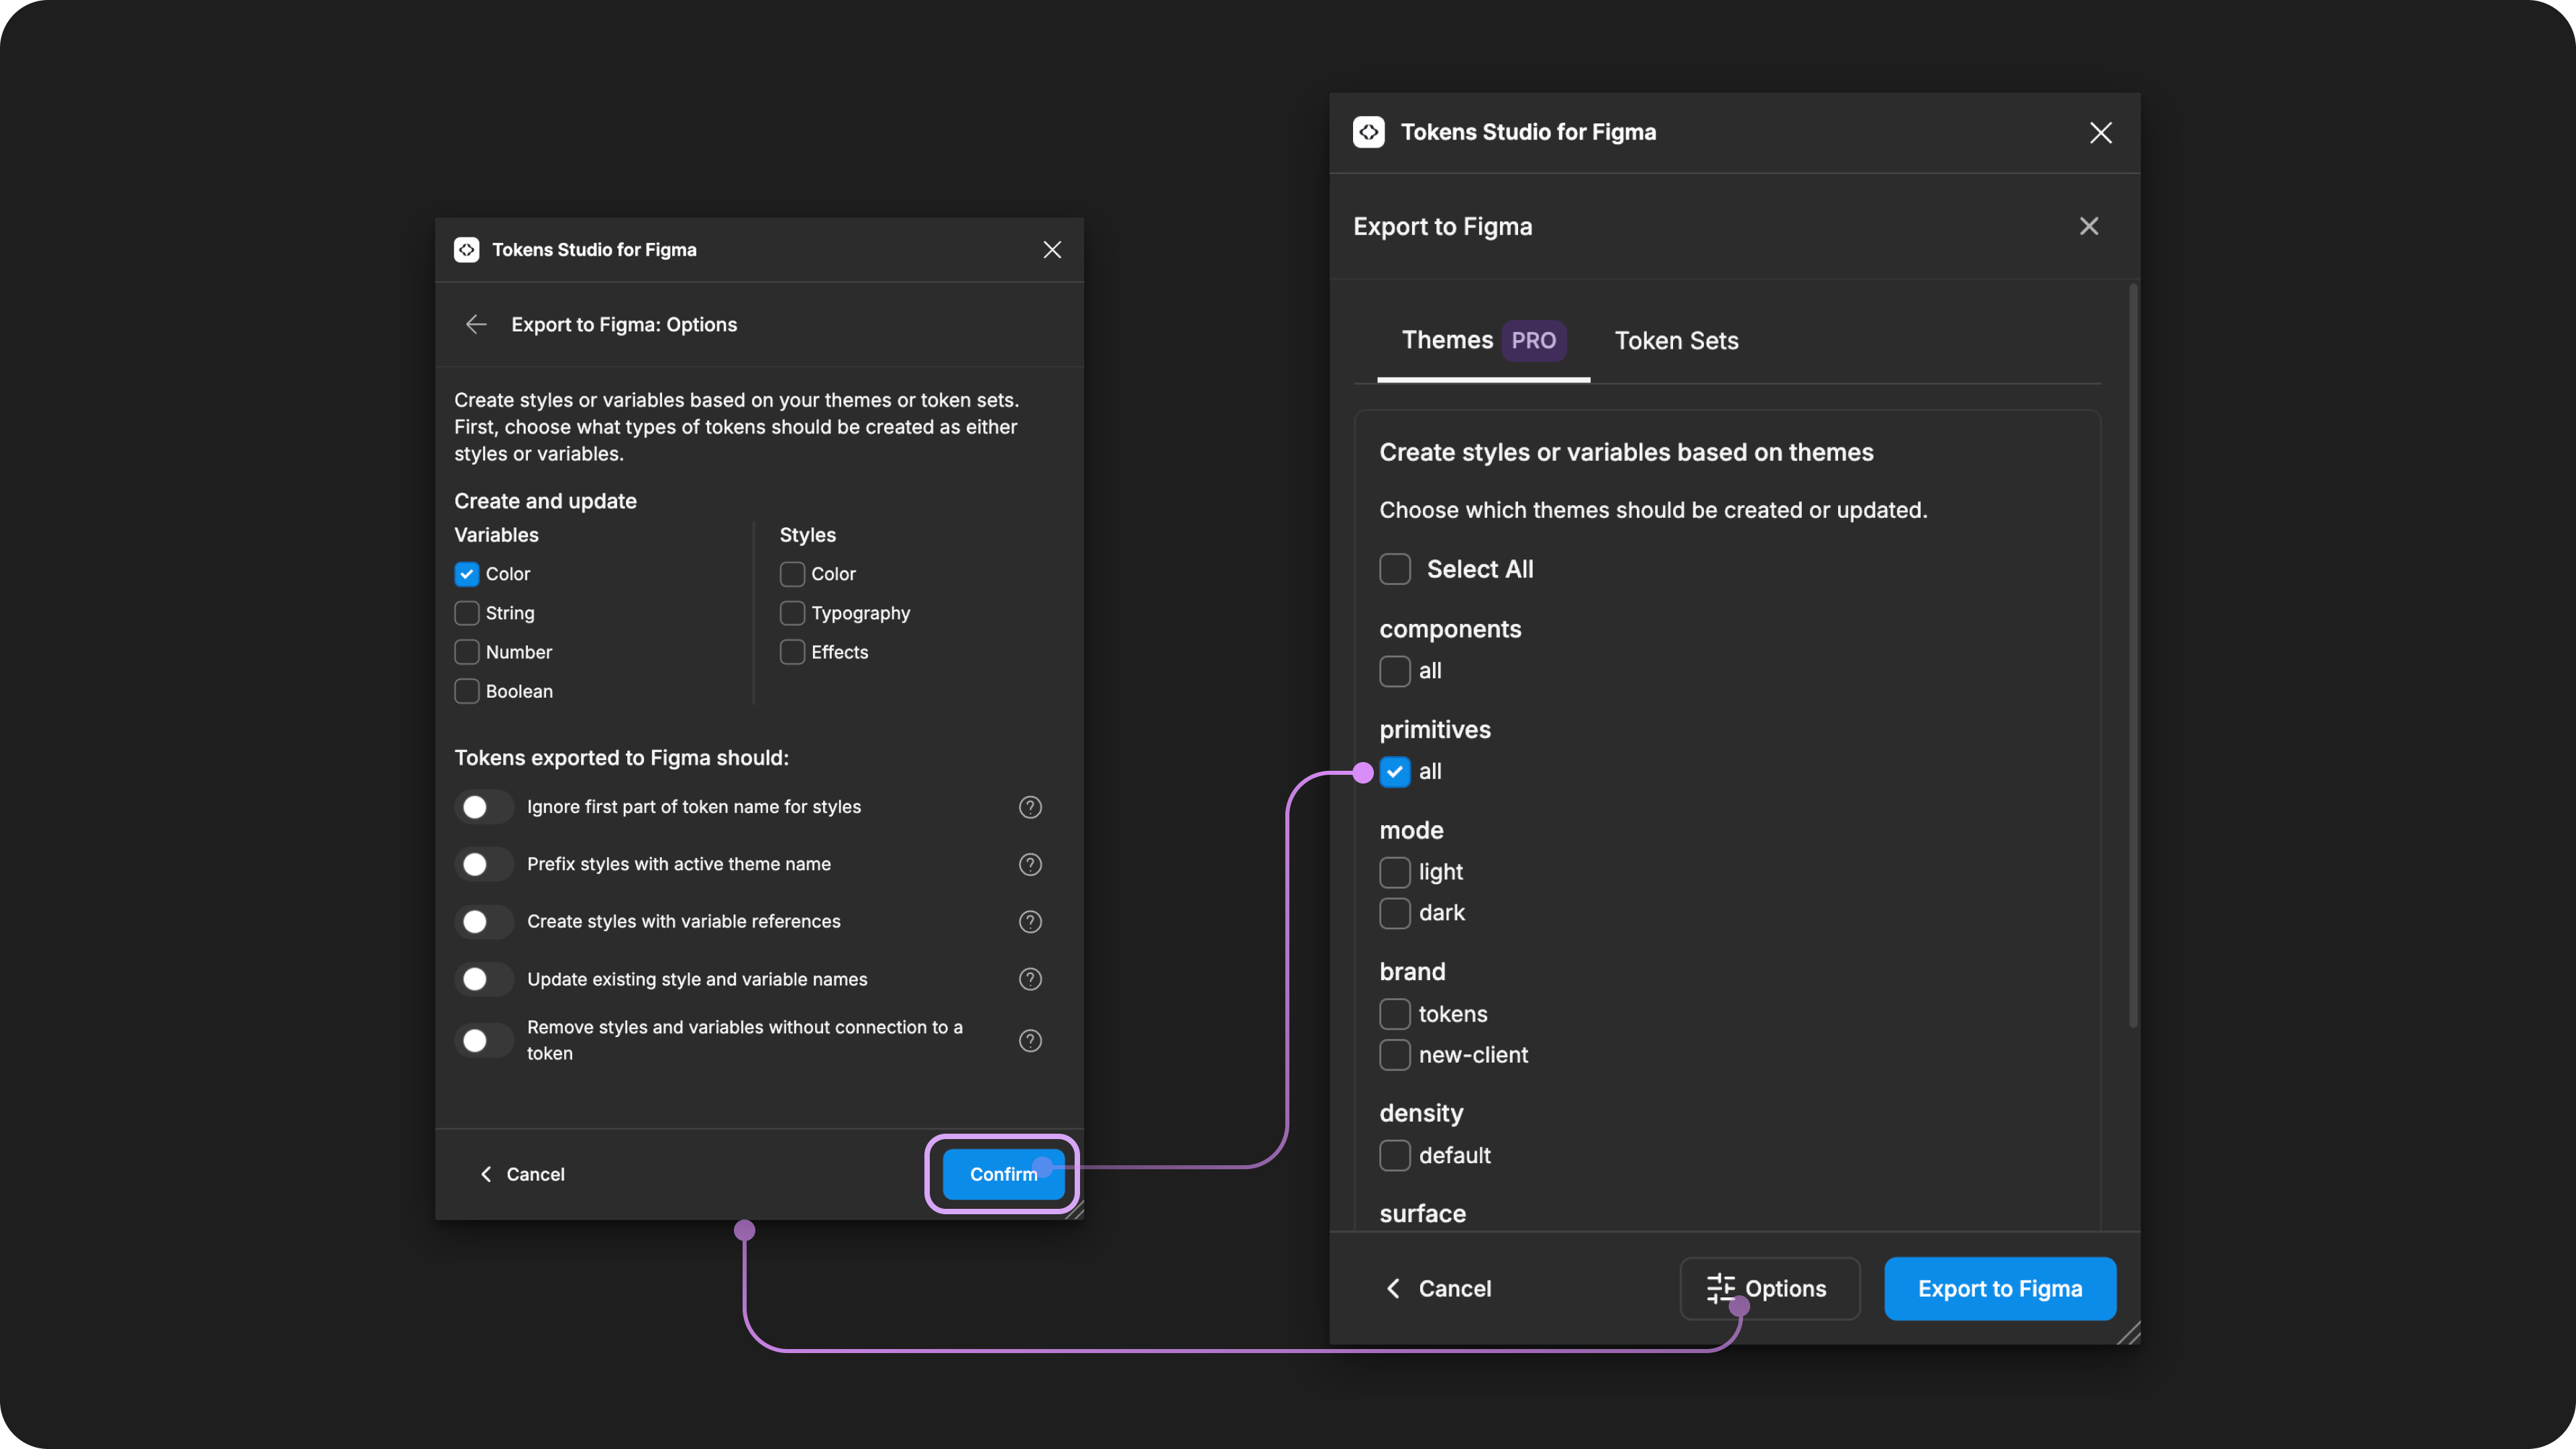 Tokens Studio for Figma
Export to Figma: Options
Create styles or variables based on your themes or token sets.
First, choose what types of tokens should be created as either
styles or variables.
Create and update
Variables
Color
String
Number
Boolean
Styles
Color
Typography
Effects
Tokens exported to Figma should:
Ignore first part of token name for styles
Prefix styles with active theme name
Create styles with variable references
Update existing style and variable names
Remove styles and variables without connection to a
token
Cancel
Confirm
Tokens Studio for Figma
Export to Figma
Themes PRO
Token Sets
Create styles or variables based on themes
Choose which themes should be created or updated.
Select All
components
all
primitives
all
mode
light
dark
brand
tokens
new-client
density
default
surface
Cancel
Options
Export to Figma